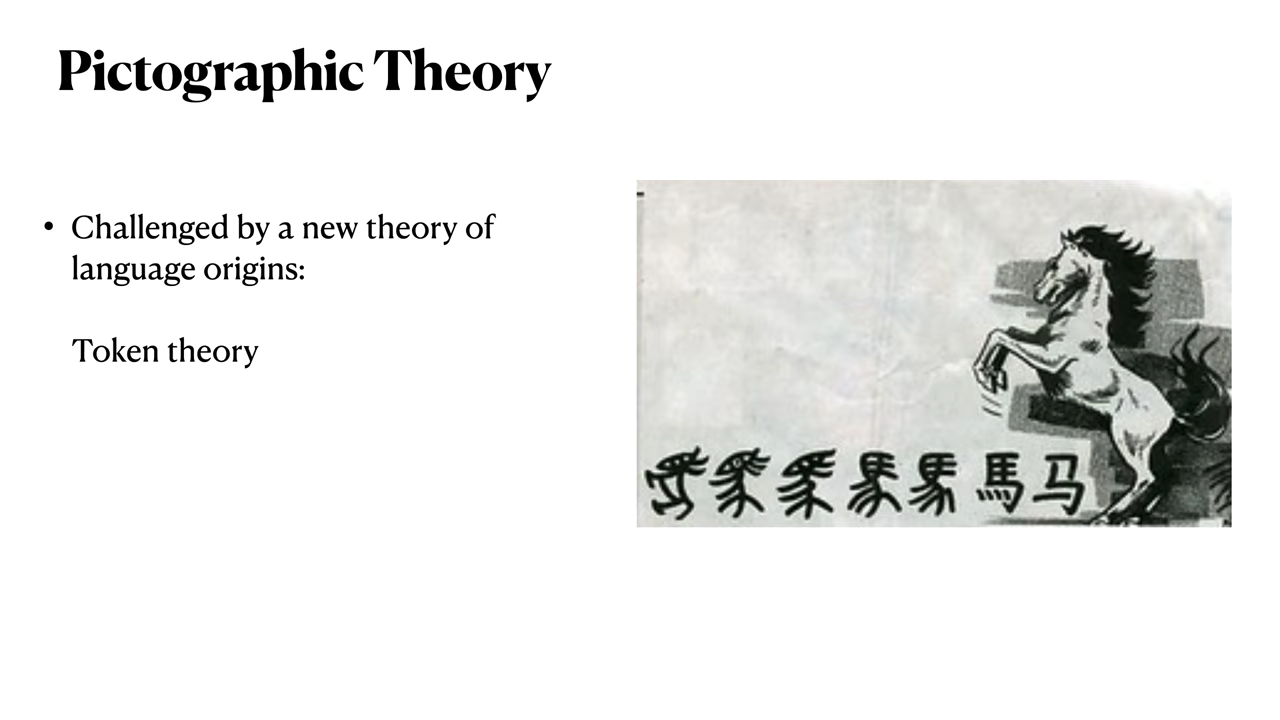 Pictographic Theory
• Challenged by a new theory of
language origins:
Token theory
馬 马